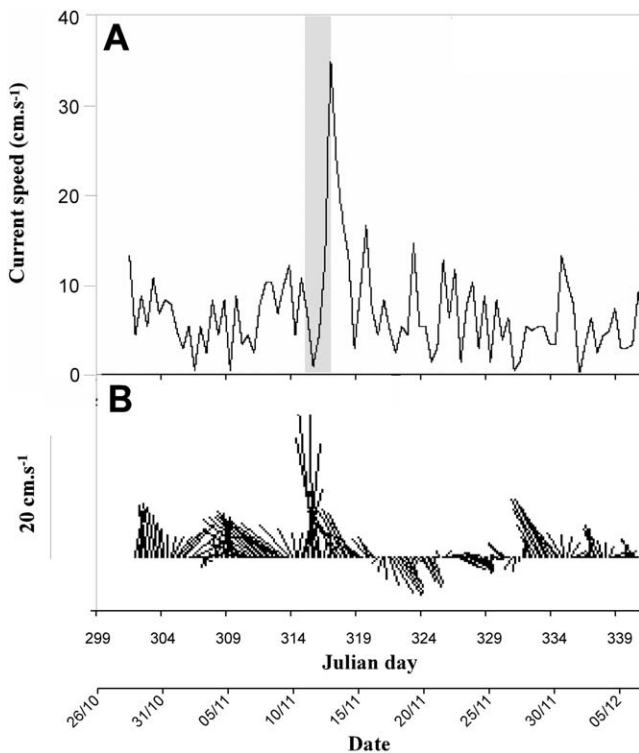 A
40
30
20
10
0
Current speed (cm.s-1)
B
20 cm.s-1
299 304 309 314 319 324 329 334 339
Julian day
26/10 31/10 05/11 10/11 15/11 20/11 25/11 30/11 05/12
Date